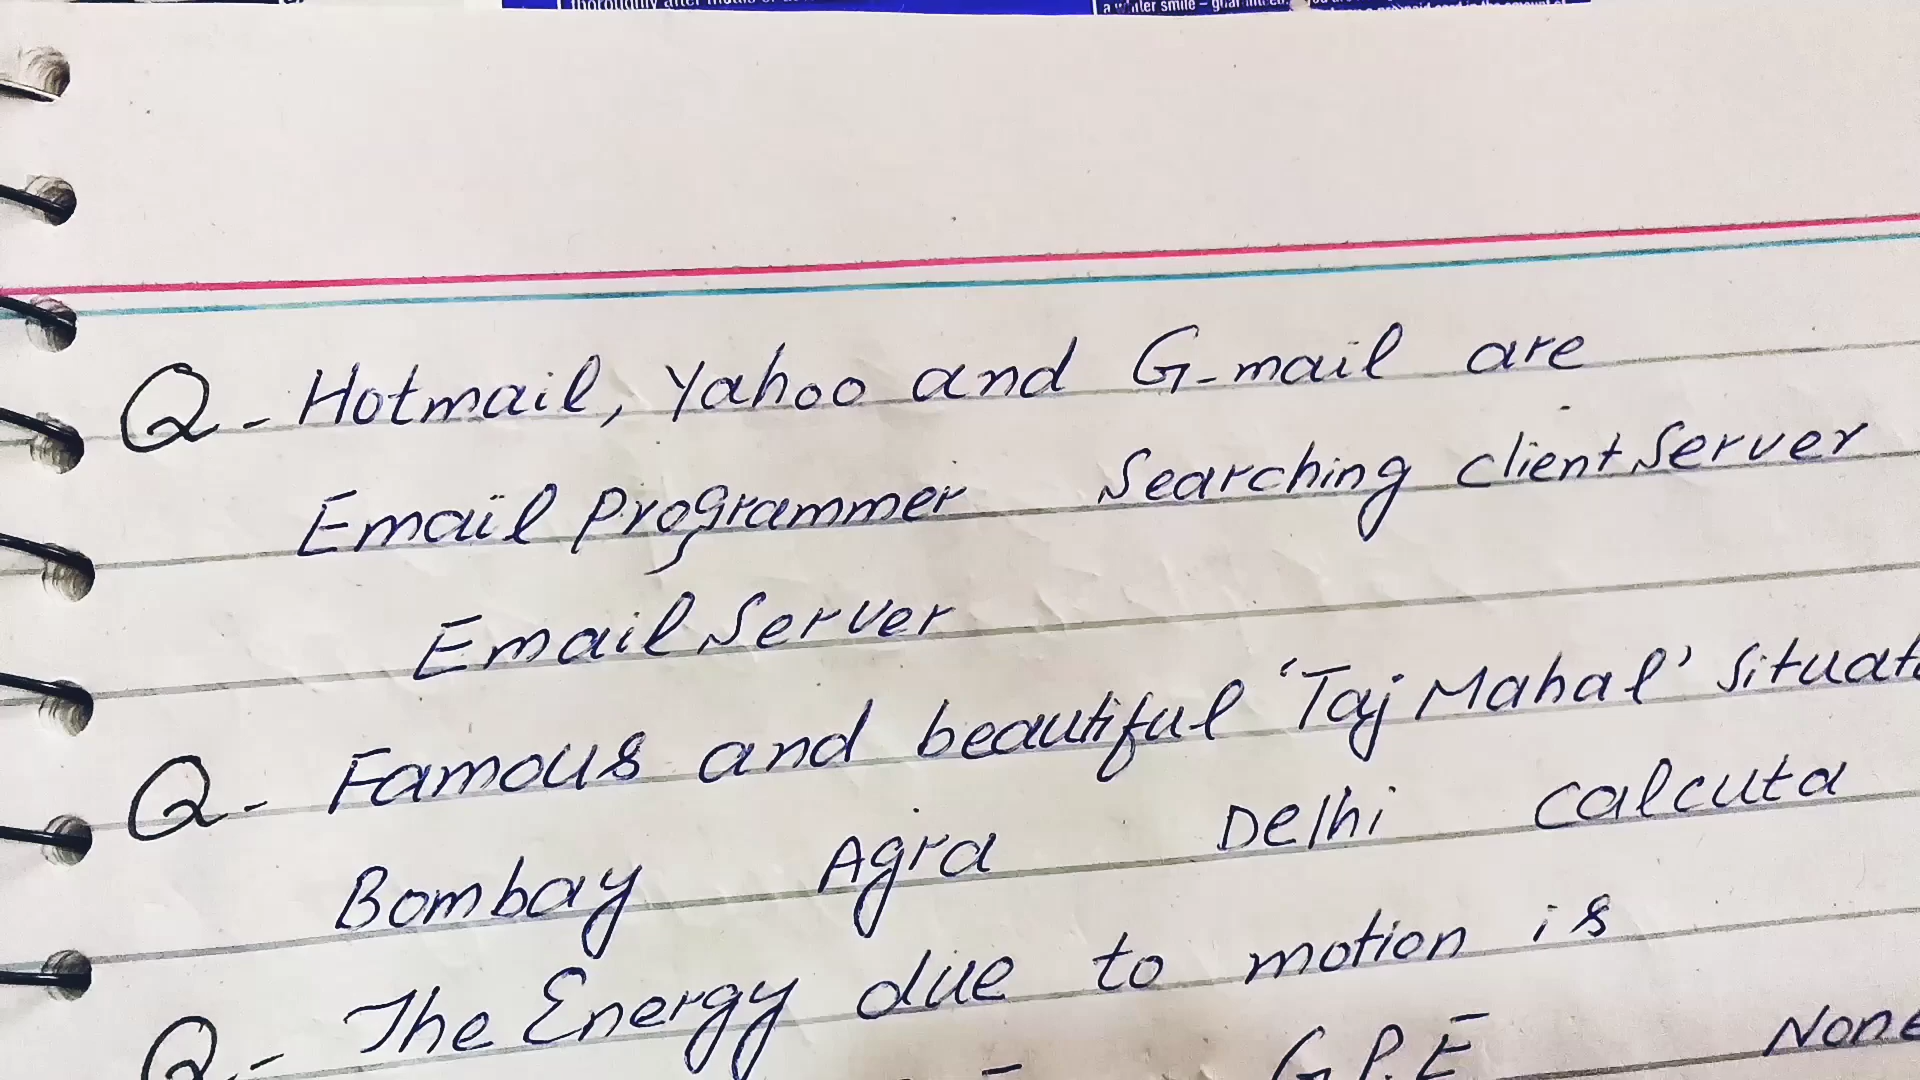 Q - Hotmail, Yahoo and G-mail are
Email programmer Searching client Server
Email Server
Q - Famous and beautiful 'Taj Mahal'
Bombay Agra Delhi Calcuta
Q - The Energy due to motion is
G.P.E None